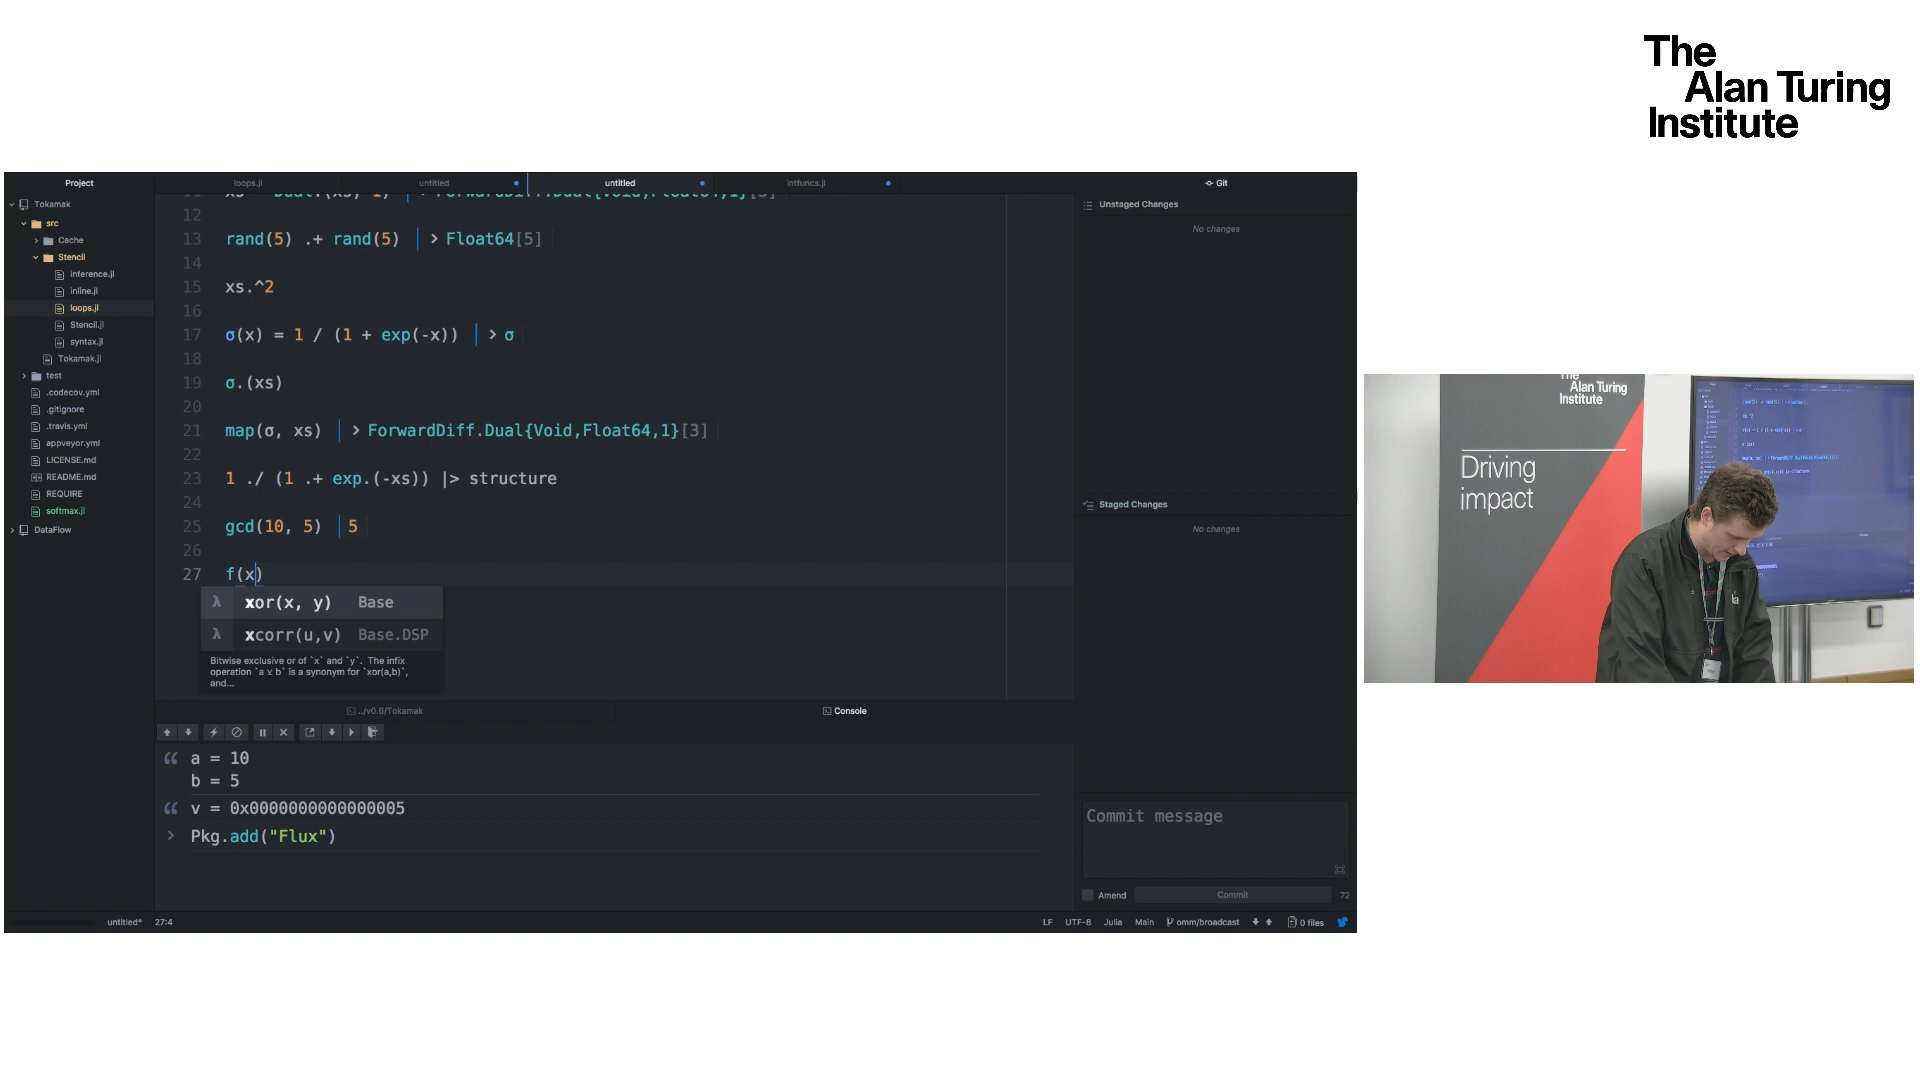 The
Alan Turing
Institute
Project
loops.jl
untitled
untitled
intfuncs.jl
Git
Tokamak
src
Cache
Stencil
inference.jl
inline.jl
loops.jl
Stencil.jl
syntax.jl
Tokamak.jl
test
.codecov.yml
.gitignore
.travis.yml
appveyor.yml
LICENSE.md
README.md
REQUIRE
softmax.jl
DataFlow
12
13 rand(5) .+ rand(5) > Float64[5]
14
15 xs.^2
16
17 σ(x) = 1 / (1 + exp(-x)) > σ
18
19 σ.(xs)
20
21 map(σ, xs) > ForwardDiff.Dual{Void,Float64,1}[3]
22
23 1 ./ (1 .+ exp.(-xs)) |> structure
24
25 gcd(10, 5) 5
26
27 f(x)
λ xor(x, y) Base
λ xcorr(u,v) Base.DSP
Bitwise exclusive or of `x` and `y`. The infix
operation `a ⊻ b` is a synonym for `xor(a,b)`,
and...
../v0.6/Tokamak
Console
a = 10
b = 5
v = 0x0000000000000005
> Pkg.add("Flux")
Unstaged Changes
No changes
Staged Changes
No changes
Commit message
Amend
Commit
72
untitled* 27:4
LF UTF-8 Julia Main omm/broadcast 0 files
The
Alan Turing
Institute
Driving
impact